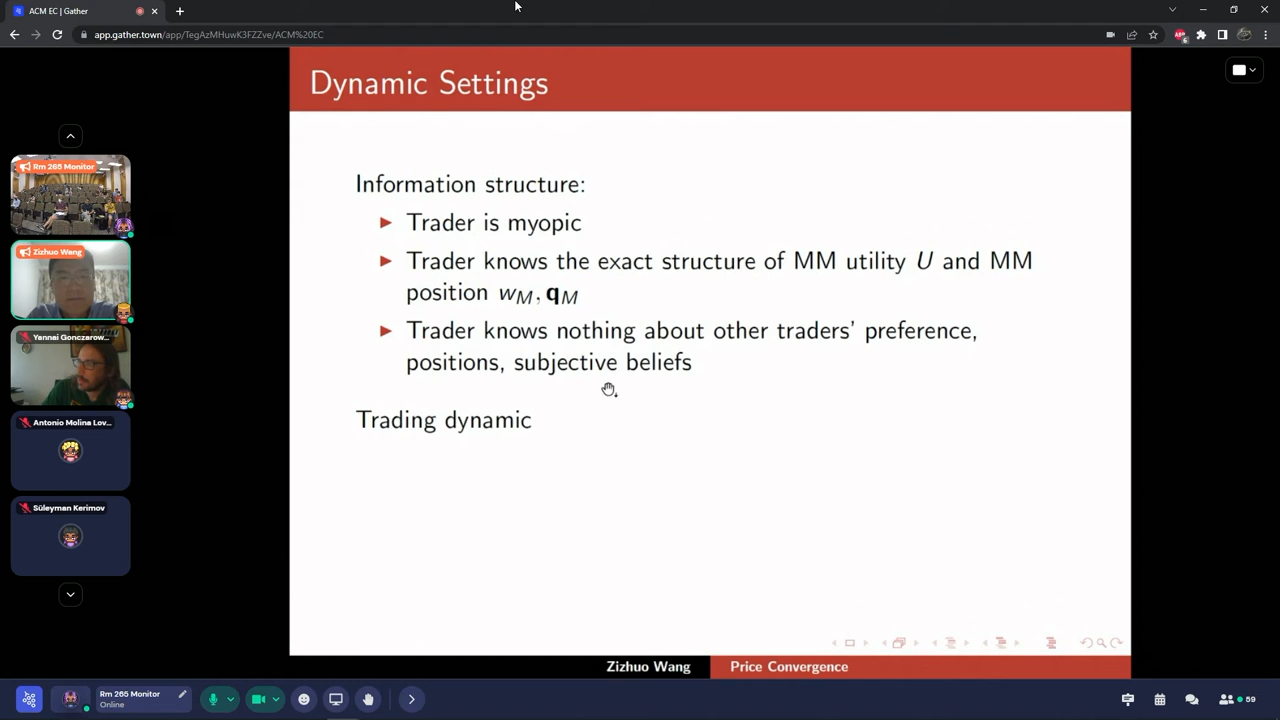 ACM EC | Gather
app.gather.town/app/TegAzMHuwK3FZZve/ACM%20EC
6
Dynamic Settings
Rm 265 Monitor
Zizhuo Wang
Yannai Gonczarow...
Antonio Molina Lov...
Süleyman Kerimov
Information structure:
Trader is myopic
Trader knows the exact structure of MM utility U and MM
position w_M, q_M
Trader knows nothing about other traders' preference,
positions, subjective beliefs
Trading dynamic
Zizhuo Wang Price Convergence
Rm 265 Monitor
Online
59